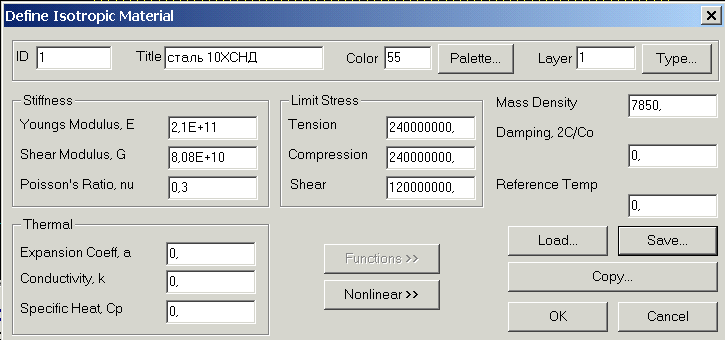 Define Isotropic Material
ID 1 Title сталь 10ХСНД Color 55 Palette... Layer 1 Type...
Stiffness
Youngs Modulus, E 2,1E+11
Shear Modulus, G 8,08E+10
Poisson's Ratio, nu 0,3
Limit Stress
Tension 240000000,
Compression 240000000,
Shear 120000000,
Mass Density 7850,
Damping, 2C/Co 0,
Reference Temp 0,
Thermal
Expansion Coeff, a 0,
Conductivity, k 0,
Specific Heat, Cp 0,
Functions >>
Nonlinear >>
Load... Save...
Copy...
OK Cancel